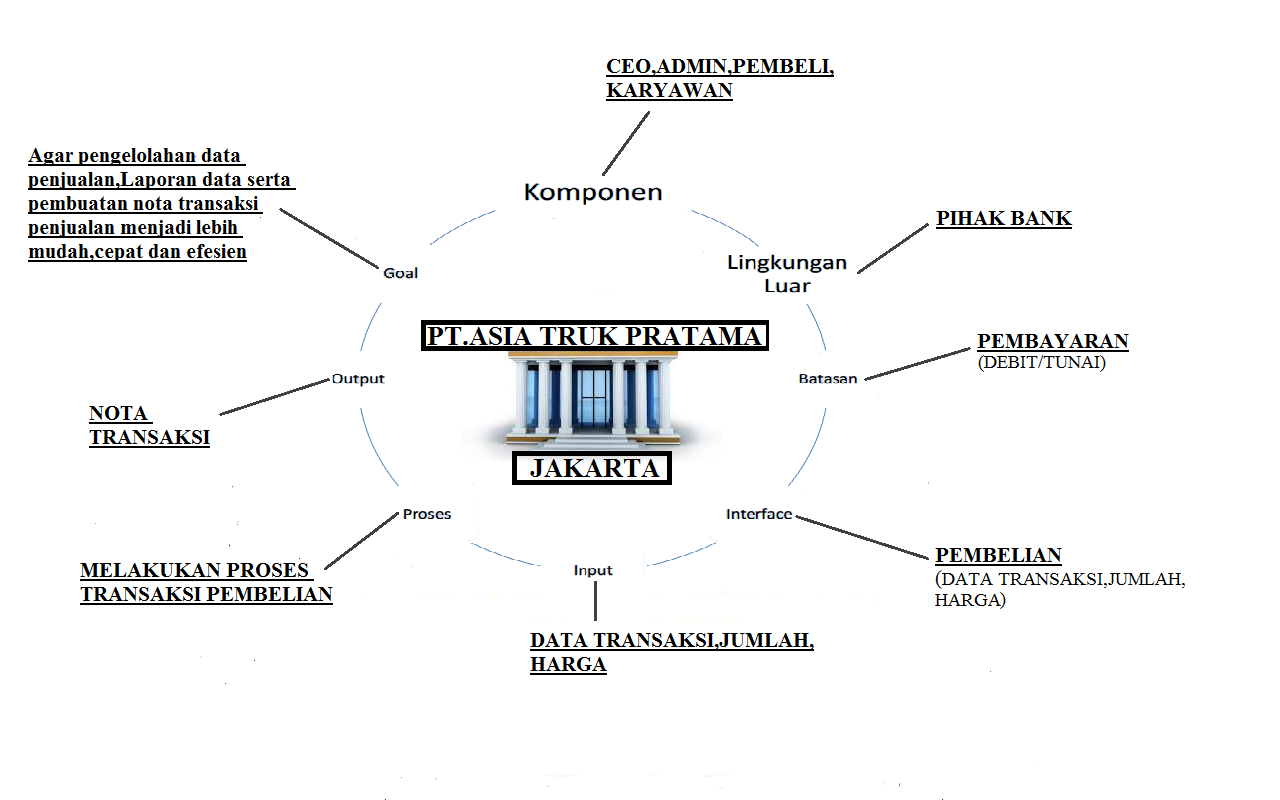 CEO,ADMIN,PEMBELI,
KARYAWAN
Agar pengelolahan data
penjualan,Laporan data serta
pembuatan nota transaksi
penjualan menjadi lebih
mudah,cepat dan efesien
Komponen
PIHAK BANK
Lingkungan
Luar
Goal
PT.ASIA TRUK PRATAMA
PEMBAYARAN
(DEBIT/TUNAI)
Output
Batasan
NOTA
TRANSAKSI
JAKARTA
Proses
Interface
PEMBELIAN
(DATA TRANSAKSI,JUMLAH,
HARGA)
MELAKUKAN PROSES
TRANSAKSI PEMBELIAN
Input
DATA TRANSAKSI,JUMLAH,
HARGA